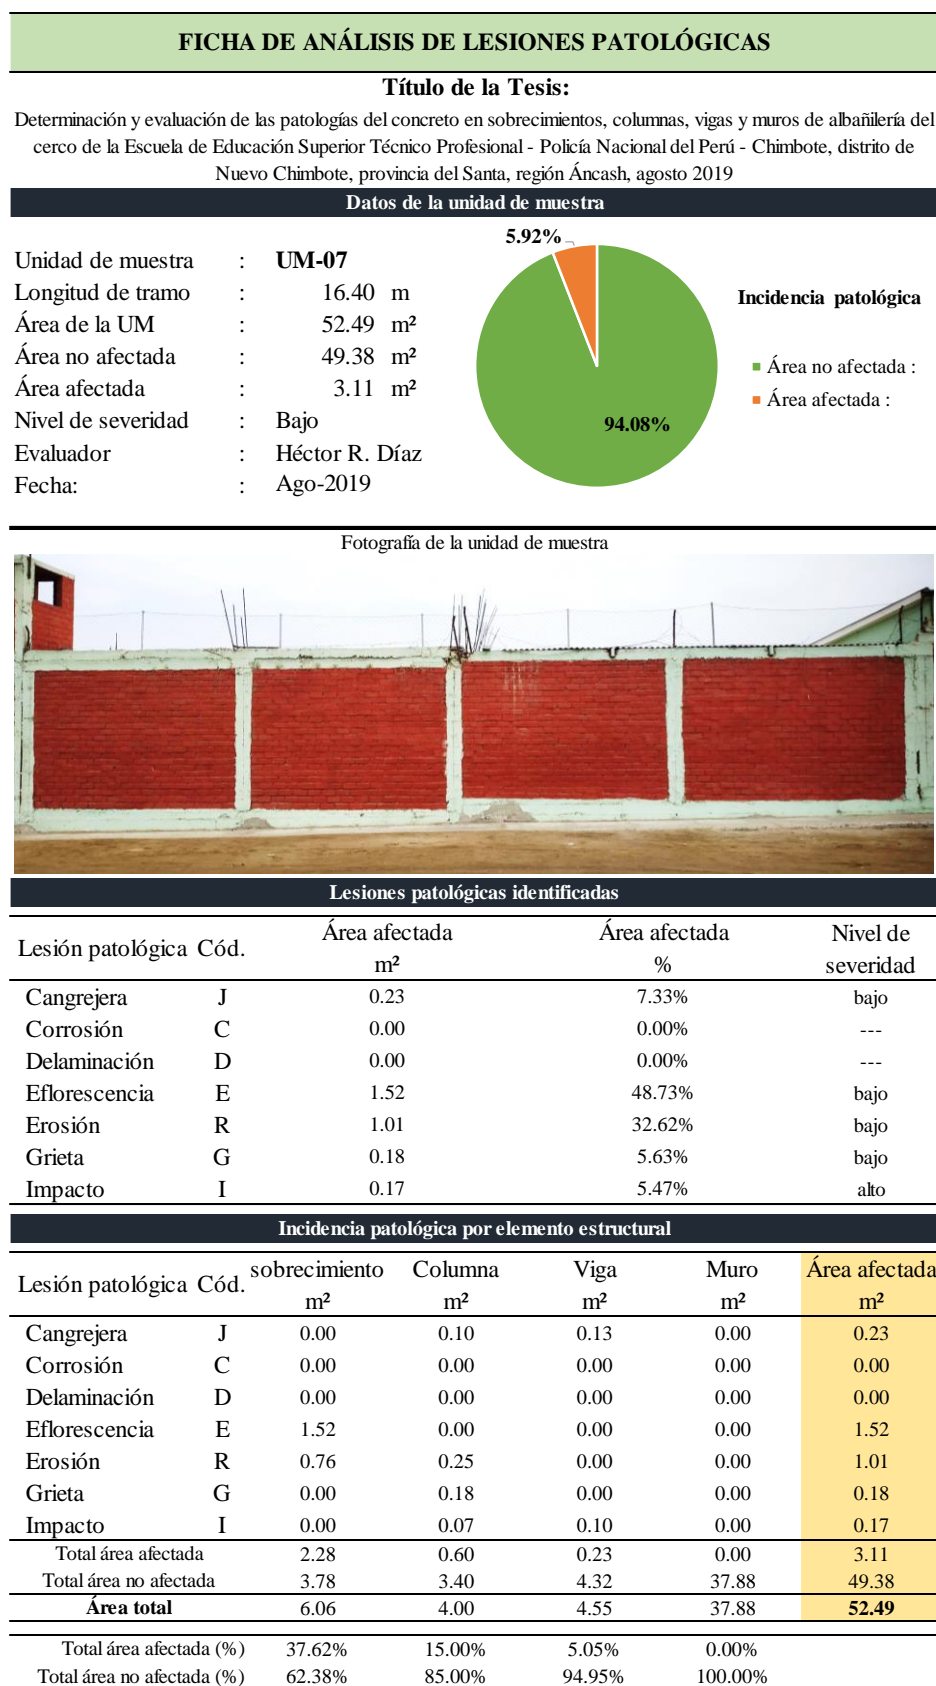 FICHA DE ANÁLISIS DE LESIONES PATOLÓGICAS
Título de la Tesis:
Determinación y evaluación de las patologías del concreto en sobrecimientos, columnas, vigas y muros de albañilería del
cerco de la Escuela de Educación Superior Técnico Profesional - Policía Nacional del Perú - Chimbote, distrito de
Nuevo Chimbote, provincia del Santa, región Áncash, agosto 2019
Datos de la unidad de muestra
Unidad de muestra : UM-07
Longitud de tramo : 16.40 m
Área de la UM : 52.49 m²
Área no afectada : 49.38 m²
Área afectada : 3.11 m²
Nivel de severidad : Bajo
Evaluador : Héctor R. Díaz
Fecha: : Ago-2019
5.92%
94.08%
Incidencia patológica
Área no afectada :
Área afectada :
Fotografía de la unidad de muestra
Lesiones patológicas identificadas
Lesión patológica Cód. Área afectada m² Área afectada % Nivel de severidad
Cangrejera J 0.23 7.33% bajo
Corrosión C 0.00 0.00% ---
Delaminación D 0.00 0.00% ---
Eflorescencia E 1.52 48.73% bajo
Erosión R 1.01 32.62% bajo
Grieta G 0.18 5.63% bajo
Impacto I 0.17 5.47% alto
Incidencia patológica por elemento estructural
Lesión patológica Cód. sobrecimiento m² Columna m² Viga m² Muro m² Área afectada m²
Cangrejera J 0.00 0.10 0.13 0.00 0.23
Corrosión C 0.00 0.00 0.00 0.00 0.00
Delaminación D 0.00 0.00 0.00 0.00 0.00
Eflorescencia E 1.52 0.00 0.00 0.00 1.52
Erosión R 0.76 0.25 0.00 0.00 1.01
Grieta G 0.00 0.18 0.00 0.00 0.18
Impacto I 0.00 0.07 0.10 0.00 0.17
Total área afectada 2.28 0.60 0.23 0.00 3.11
Total área no afectada 3.78 3.40 4.32 37.88 49.38
Área total 6.06 4.00 4.55 37.88 52.49
Total área afectada (%) 37.62% 15.00% 5.05% 0.00%
Total área no afectada (%) 62.38% 85.00% 94.95% 100.00%